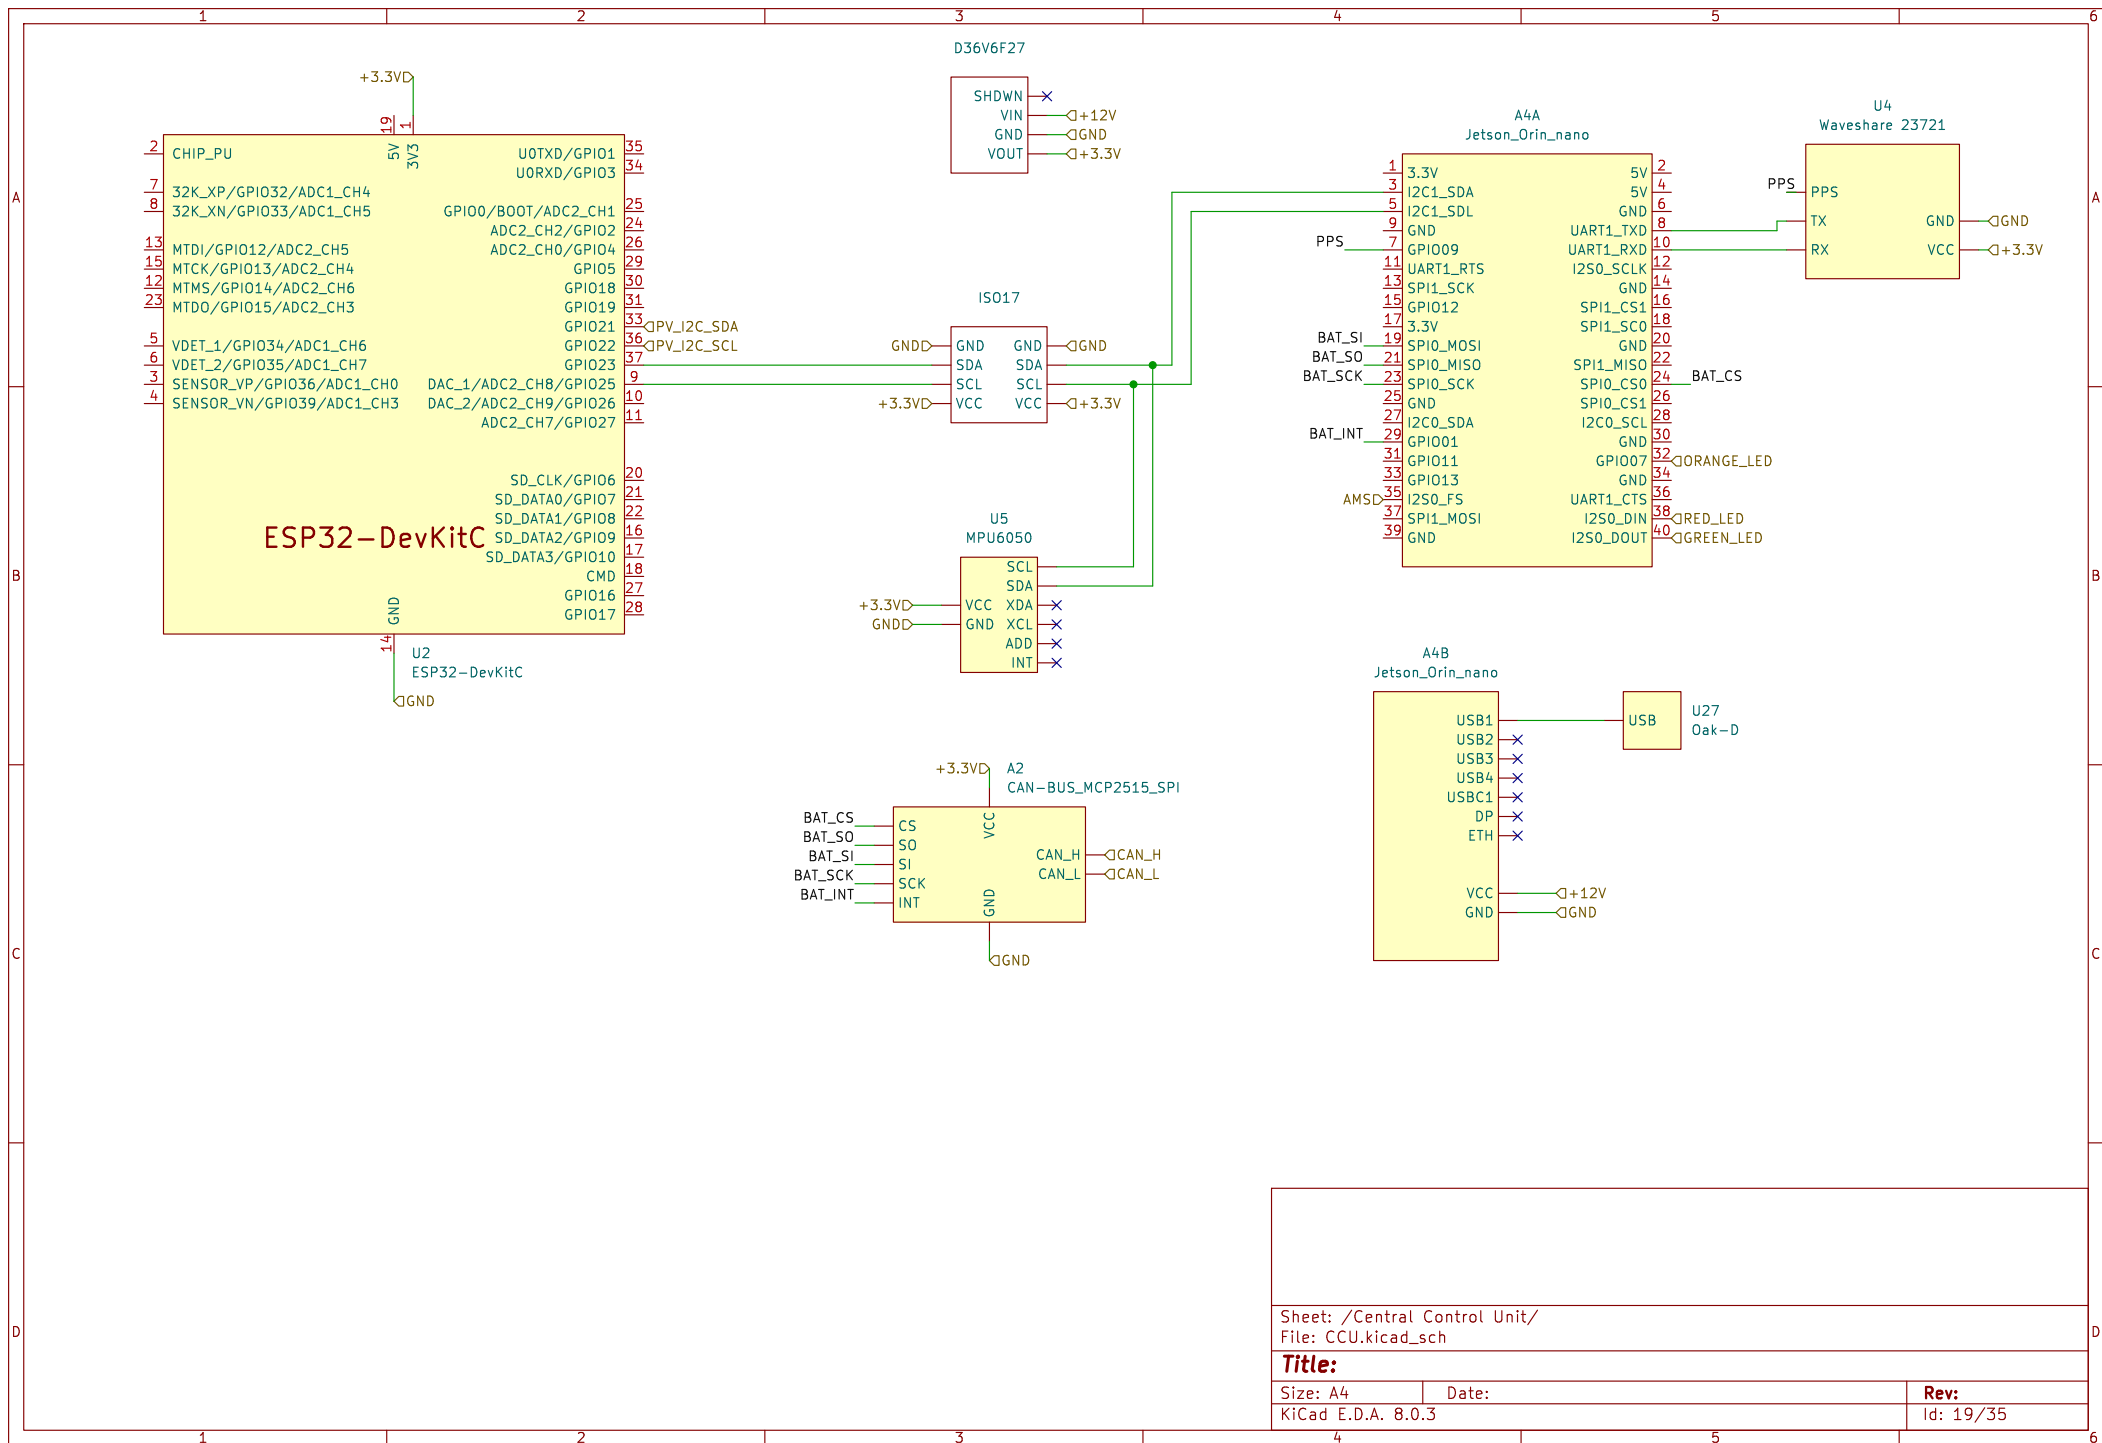 1 2 3 4 5 6
A
B
C
D
+3.3V
19 5V
1 3V3
2 CHIP_PU
7 32K_XP/GPIO32/ADC1_CH4
8 32K_XN/GPIO33/ADC1_CH5
13 MTDI/GPIO12/ADC2_CH5
15 MTCK/GPIO13/ADC2_CH4
12 MTMS/GPIO14/ADC2_CH6
23 MTDO/GPIO15/ADC2_CH3
5 VDET_1/GPIO34/ADC1_CH6
6 VDET_2/GPIO35/ADC1_CH7
3 SENSOR_VP/GPIO36/ADC1_CH0
4 SENSOR_VN/GPIO39/ADC1_CH3
U0TXD/GPIO1 35
U0RXD/GPIO3 34
GPIO0/BOOT/ADC2_CH1 25
ADC2_CH2/GPIO2 24
ADC2_CH0/GPIO4 26
GPIO5 29
GPIO18 30
GPIO19 31
GPIO21 33 PV_I2C_SDA
GPIO22 36 PV_I2C_SCL
GPIO23 37
DAC_1/ADC2_CH8/GPIO25 9
DAC_2/ADC2_CH9/GPIO26 10
ADC2_CH7/GPIO27 11
SD_CLK/GPIO6 20
SD_DATA0/GPIO7 21
SD_DATA1/GPIO8 22
SD_DATA2/GPIO9 16
SD_DATA3/GPIO10 17
CMD 18
GPIO16 27
GPIO17 28
ESP32-DevKitC
GND
14
U2
ESP32-DevKitC
GND
D36V6F27
SHDWN
VIN +12V
GND GND
VOUT +3.3V
ISO17
GND GND GND GND
SDA SDA
SCL SCL
+3.3V VCC VCC +3.3V
U5
MPU6050
SCL
SDA
+3.3V VCC XDA
GND GND XCL
ADD
INT
+3.3V A2
CAN-BUS_MCP2515_SPI
VCC
BAT_CS CS
BAT_SO SO
BAT_SI SI
BAT_SCK SCK
BAT_INT INT
CAN_H CAN_H
CAN_L CAN_L
GND
GND
A4A
Jetson_Orin_nano
1 3.3V 5V 2
3 I2C1_SDA 5V 4
5 I2C1_SDL GND 6
9 GND UART1_TXD 8
PPS 7 GPIO09 UART1_RXD 10
11 UART1_RTS I2S0_SCLK 12
13 SPI1_SCK GND 14
15 GPIO12 SPI1_CS1 16
17 3.3V SPI1_SC0 18
BAT_SI 19 SPI0_MOSI GND 20
BAT_SO 21 SPI0_MISO SPI1_MISO 22
BAT_SCK 23 SPI0_SCK SPI0_CS0 24 BAT_CS
25 GND SPI0_CS1 26
27 I2C0_SDA I2C0_SCL 28
BAT_INT 29 GPIO01 GND 30
31 GPIO11 GPIO07 32 ORANGE_LED
33 GPIO13 GND 34
AMS 35 I2S0_FS UART1_CTS 36
37 SPI1_MOSI I2S0_DIN 38 RED_LED
39 GND I2S0_DOUT 40 GREEN_LED
U4
Waveshare 23721
PPS PPS
TX GND GND
RX VCC +3.3V
A4B
Jetson_Orin_nano
USB1
USB2
USB3
USB4
USBC1
DP
ETH
VCC +12V
GND GND
USB
U27
Oak-D
Sheet: /Central Control Unit/
File: CCU.kicad_sch
Title:
Size: A4 Date: Rev:
KiCad E.D.A. 8.0.3 Id: 19/35
A
B
C
D
1 2 3 4 5 6